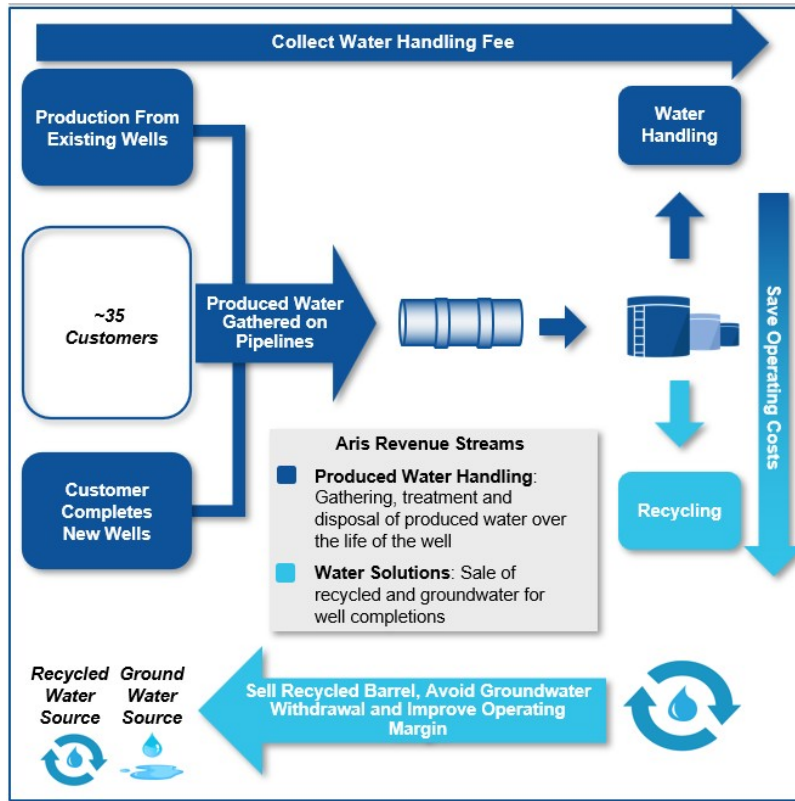 Collect Water Handling Fee
Production From
Existing Wells
Water
Handling
~35
Customers
Produced Water
Gathered on
Pipelines
Save Operating Costs
Customer
Completes
New Wells
Aris Revenue Streams
Produced Water Handling:
Gathering, treatment and
disposal of produced water over
the life of the well
Water Solutions: Sale of
recycled and groundwater for
well completions
Recycling
Recycled
Water
Source
Ground
Water
Source
Sell Recycled Barrel, Avoid Groundwater
Withdrawal and Improve Operating
Margin